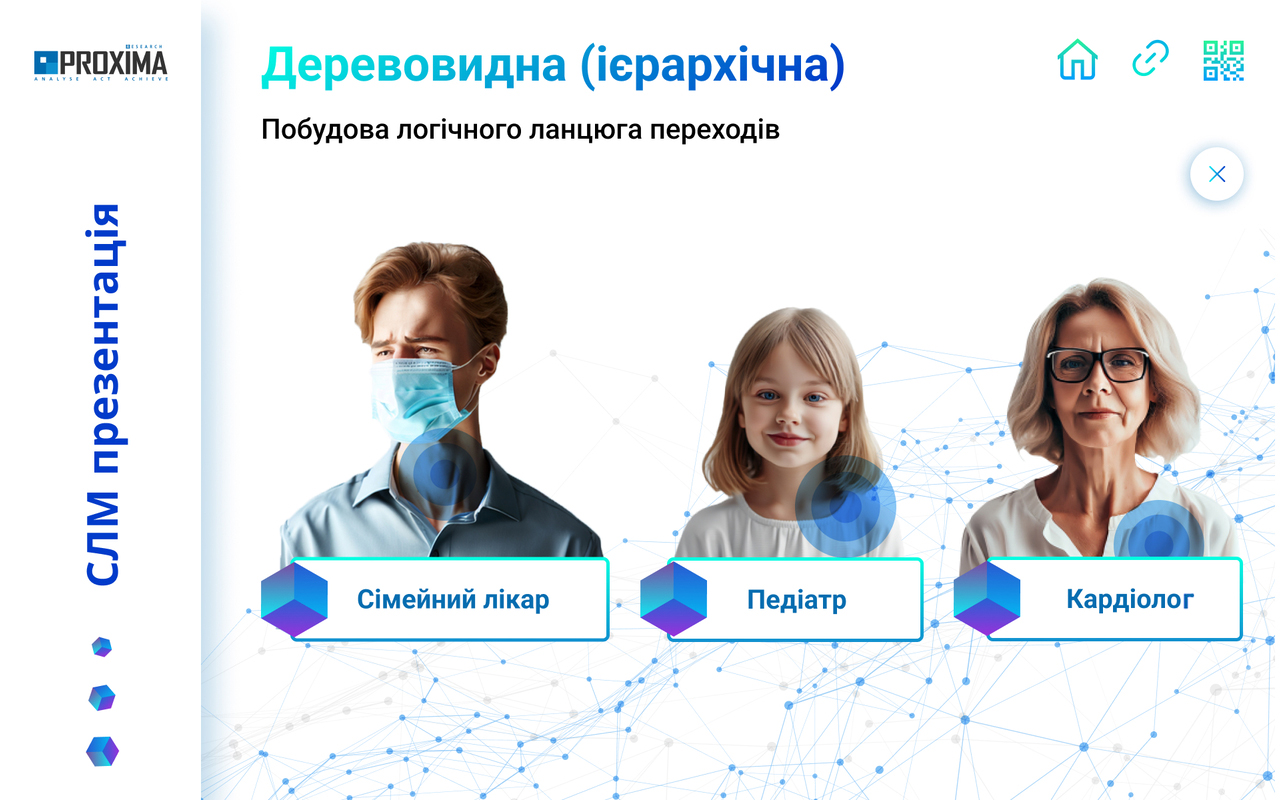 RESEARCH
PROXIMA
ANALYSE ACT ACHIEVE
СЛМ презентація
Деревовидна (ієрархічна)
Побудова логічного ланцюга переходів
Сімейний лікар
Педіатр
Кардіолог